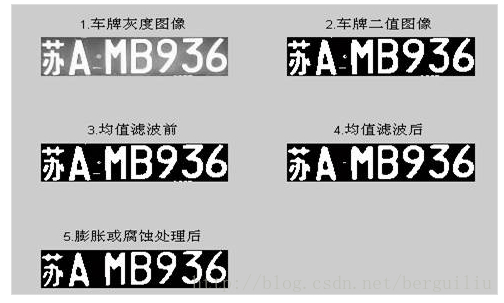 1.车牌灰度图像
苏A·MB936
2.车牌二值图像
苏A·MB936
3.均值滤波前
苏A·MB936
4.均值滤波后
苏A·MB936
5.膨胀或腐蚀处理后
苏A MB936
http://blog.csdn.net/berguiliu